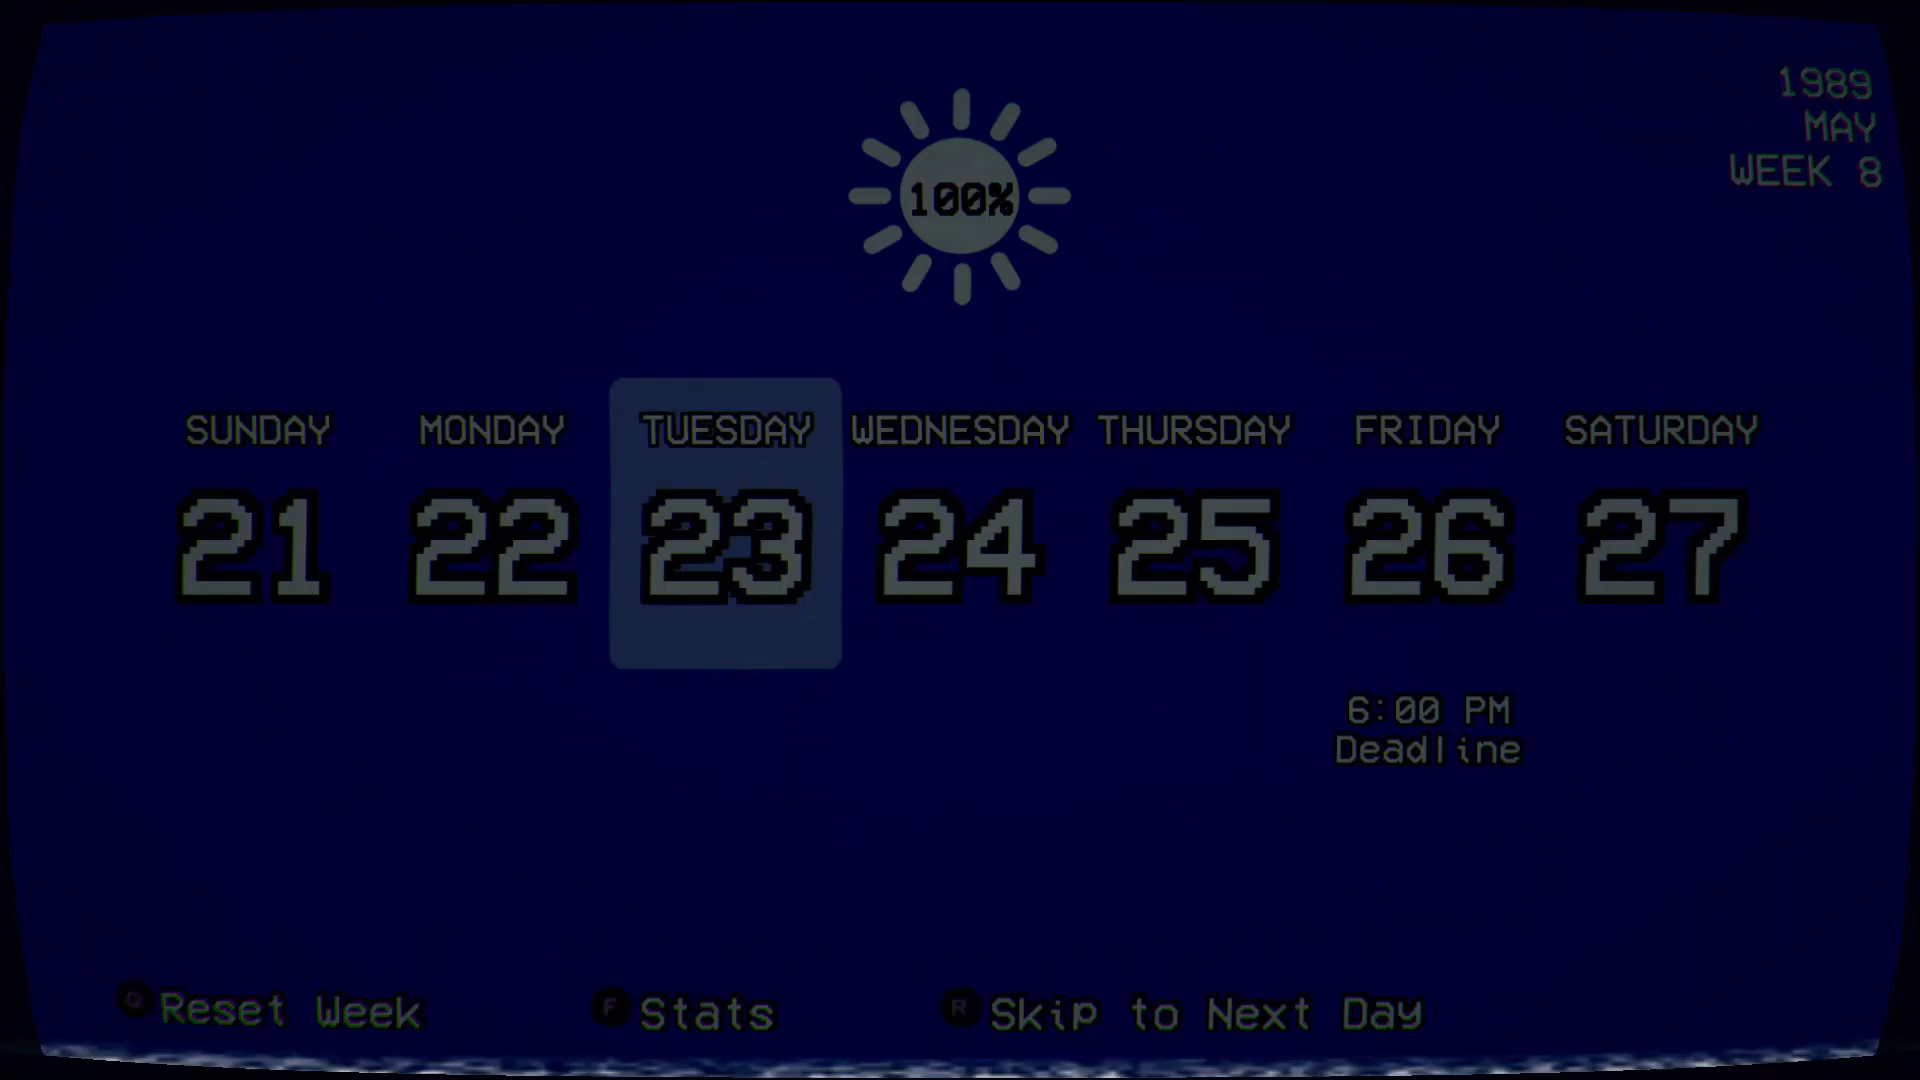 1989
MAY
WEEK 8
100%
SUNDAY MONDAY TUESDAY WEDNESDAY THURSDAY FRIDAY SATURDAY
21 22 23 24 25 26 27
6:00 PM
Deadline
Q Reset Week F Stats R Skip to Next Day